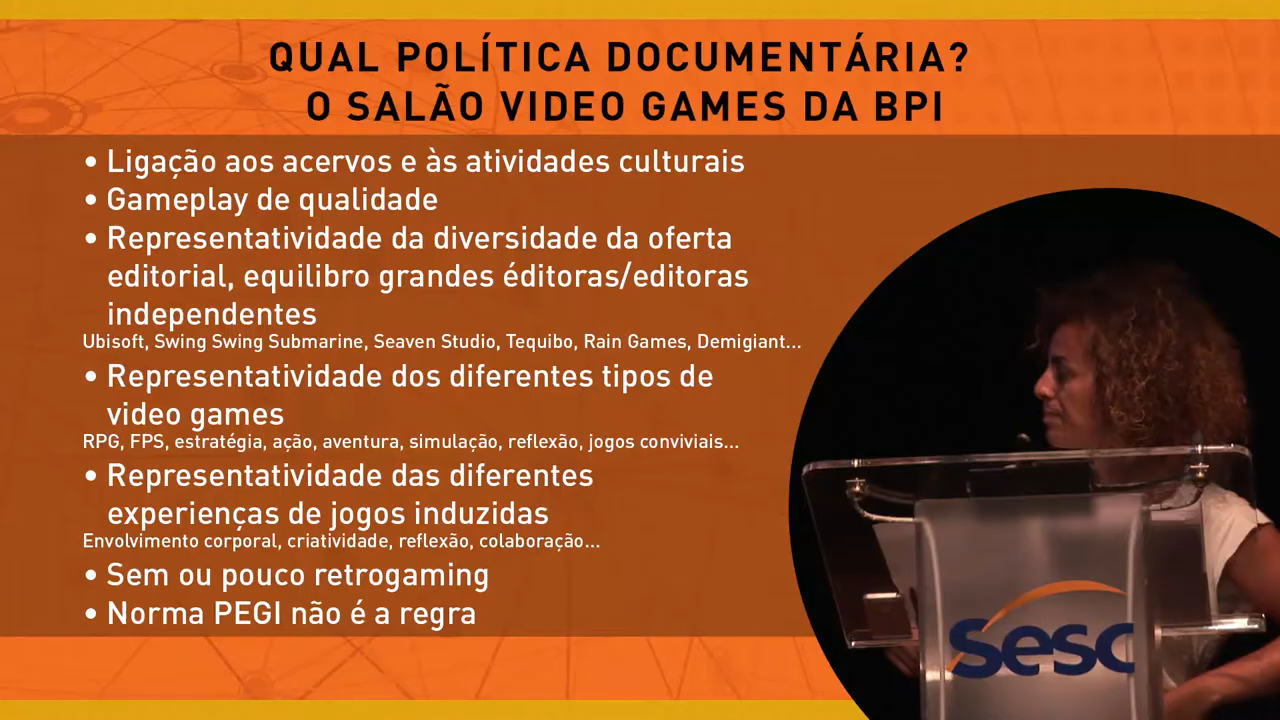 QUAL POLÍTICA DOCUMENTÁRIA?
O SALÃO VIDEO GAMES DA BPI
• Ligação aos acervos e às atividades culturais
• Gameplay de qualidade
• Representatividade da diversidade da oferta
editorial, equilibro grandes éditoras/editoras
independentes
Ubisoft, Swing Swing Submarine, Seaven Studio, Tequibo, Rain Games, Demigiant...
• Representatividade dos diferentes tipos de
video games
RPG, FPS, estratégia, ação, aventura, simulação, reflexão, jogos conviviais...
• Representatividade das diferentes
experienças de jogos induzidas
Envolvimento corporal, criatividade, reflexão, colaboração...
• Sem ou pouco retrogaming
• Norma PEGI não é a regra
Sesc